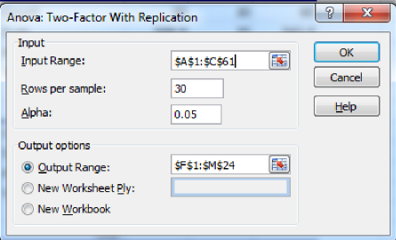 Anova: Two-Factor With Replication
Input
Input Range: $A$1:$C$61
Rows per sample: 30
Alpha: 0.05
OK
Cancel
Help
Output options
Output Range: $F$1:$M$24
New Worksheet Ply:
New Workbook